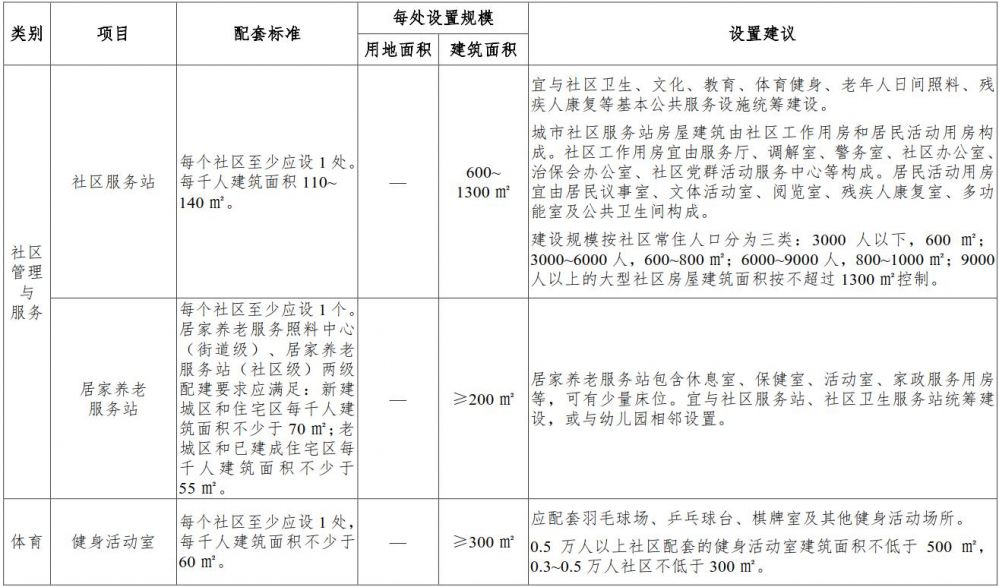 类别
项目
配套标准
每处设置规模
用地面积
建筑面积
设置建议
社区
管理
与
服务
社区服务站
每个社区至少应设 1 处。
每千人建筑面积 110~
140 ㎡。
—
600~
1300 ㎡
宜与社区卫生、文化、教育、体育健身、老年人日间照料、残
疾人康复等基本公共服务设施统筹建设。
城市社区服务站房屋建筑由社区工作用房和居民活动用房构
成。社区工作用房宜由服务厅、调解室、警务室、社区办公室、
治保会办公室、社区党群活动服务中心等构成。居民活动用房
宜由居民议事室、文体活动室、阅览室、残疾人康复室、多功
能室及公共卫生间构成。
建设规模按社区常住人口分为三类：3000 人以下，600 ㎡；
3000~6000 人，600~800 ㎡；6000~9000 人，800~1000 ㎡；9000
人以上的大型社区房屋建筑面积按不超过 1300 ㎡控制。
居家养老
服务站
每个社区至少应设 1 个。
居家养老服务照料中心
（街道级）、居家养老
服务站（社区级）两级
配建要求应满足：新建
城区和住宅区每千人建
筑面积不少于 70 ㎡；老
城区和已建成住宅区每
千人建筑面积不少于
55 ㎡。
—
≥200 ㎡
居家养老服务站包含休息室、保健室、活动室、家政服务用房
等，可有少量床位。宜与社区服务站、社区卫生服务站统筹建
设，或与幼儿园相邻设置。
体育
健身活动室
每个社区至少应设 1 处，
每千人建筑面积不少于
60 ㎡。
—
≥300 ㎡
应配套羽毛球场、乒乓球台、棋牌室及其他健身活动场所。
0.5 万人以上社区配套的健身活动室建筑面积不低于 500 ㎡，
0.3~0.5 万人社区不低于 300 ㎡。